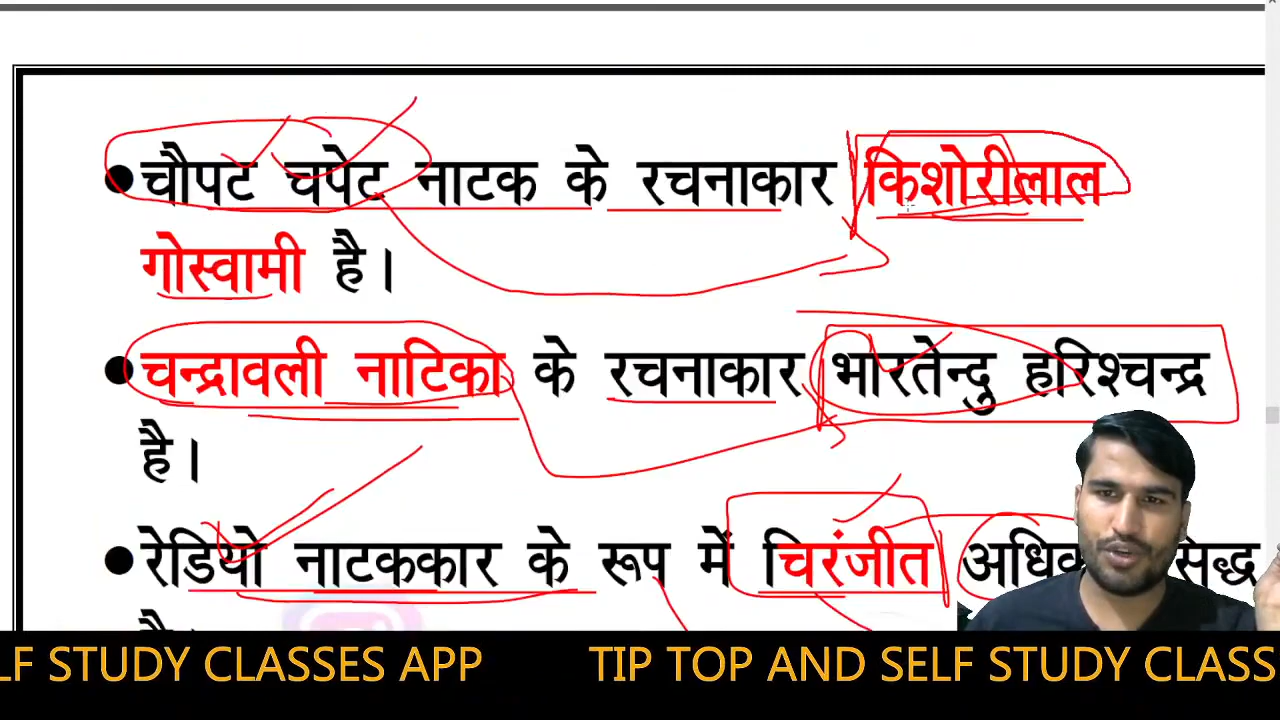 ● चौपट चपेट नाटक के रचनाकार किशोरीलाल
गोस्वामी है।
● चन्द्रावली नाटिका के रचनाकार भारतेन्दु हरिश्चन्द्र
है।
● रेडियो नाटककार के रूप में चिरंजीत
LF STUDY CLASSES APP TIP TOP AND SELF STUDY CLASS